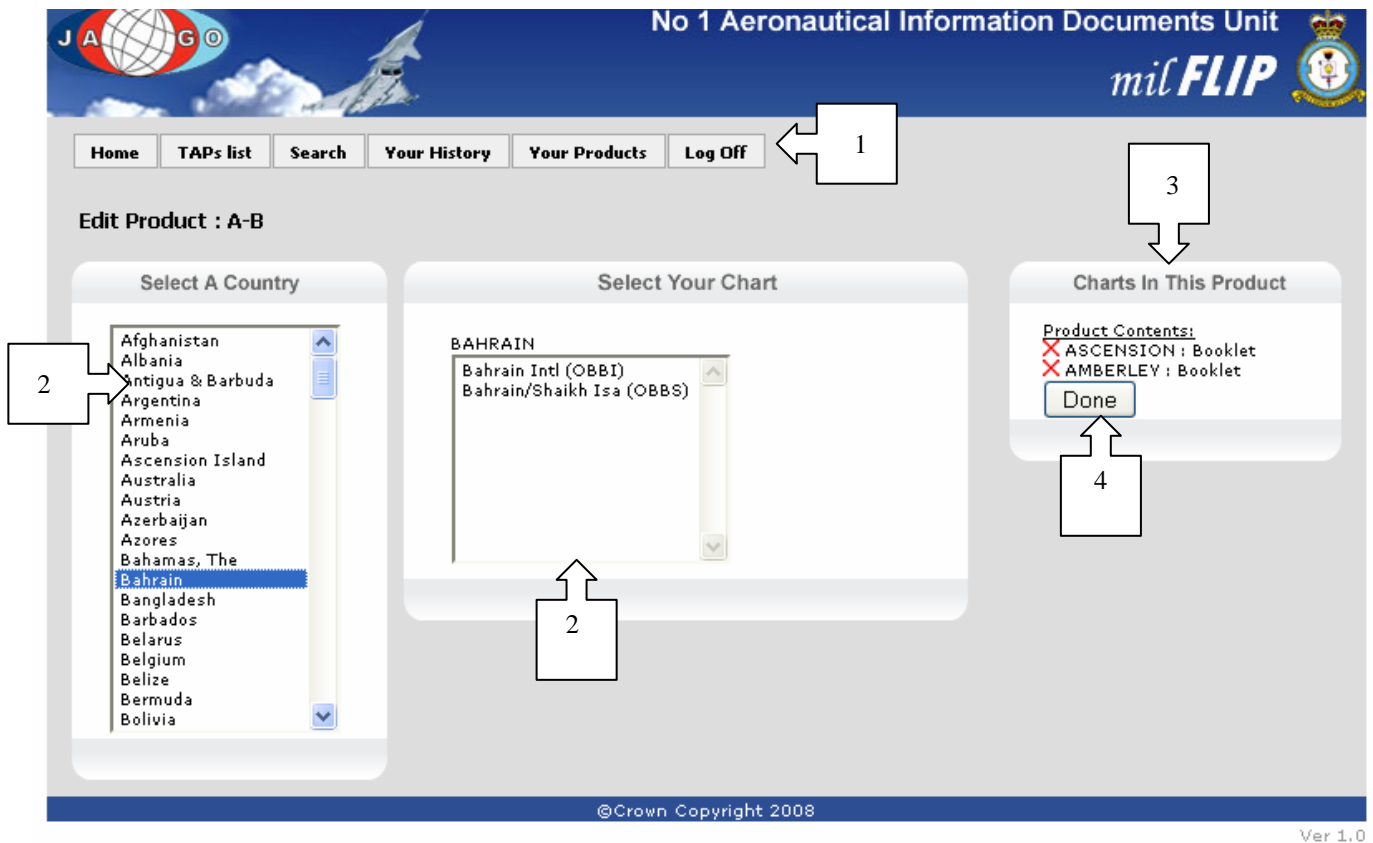 JAGO
No 1 Aeronautical Information Documents Unit
mil FLIP
Home TAPs list Search Your History Your Products Log Off
1
3
Edit Product : A-B
Select A Country
Select Your Chart
Charts In This Product
2
Afghanistan
Albania
Antigua & Barbuda
Argentina
Armenia
Aruba
Ascension Island
Australia
Austria
Azerbaijan
Azores
Bahamas, The
Bahrain
Bangladesh
Barbados
Belarus
Belgium
Belize
Bermuda
Bolivia
BAHRAIN
Bahrain Intl (OBBI)
Bahrain/Shaikh Isa (OBBS)
2
Product Contents:
ASCENSION : Booklet
AMBERLEY : Booklet
Done
4
©Crown Copyright 2008
Ver 1.0